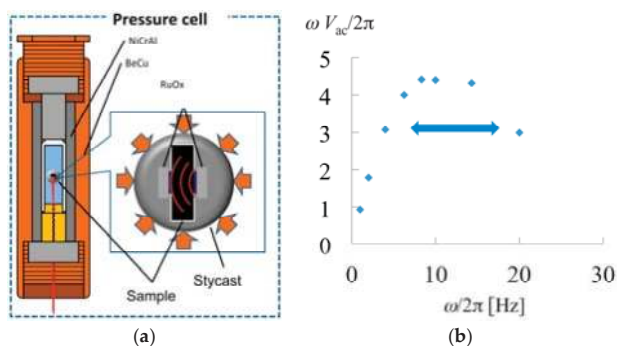 Pressure cell
NiCrAl
BeCu
RuOx
Stycast
Sample
(a)
ω Vac/2π
5
4
3
2
1
0
0 10 20 30
ω/2π [Hz]
(b)